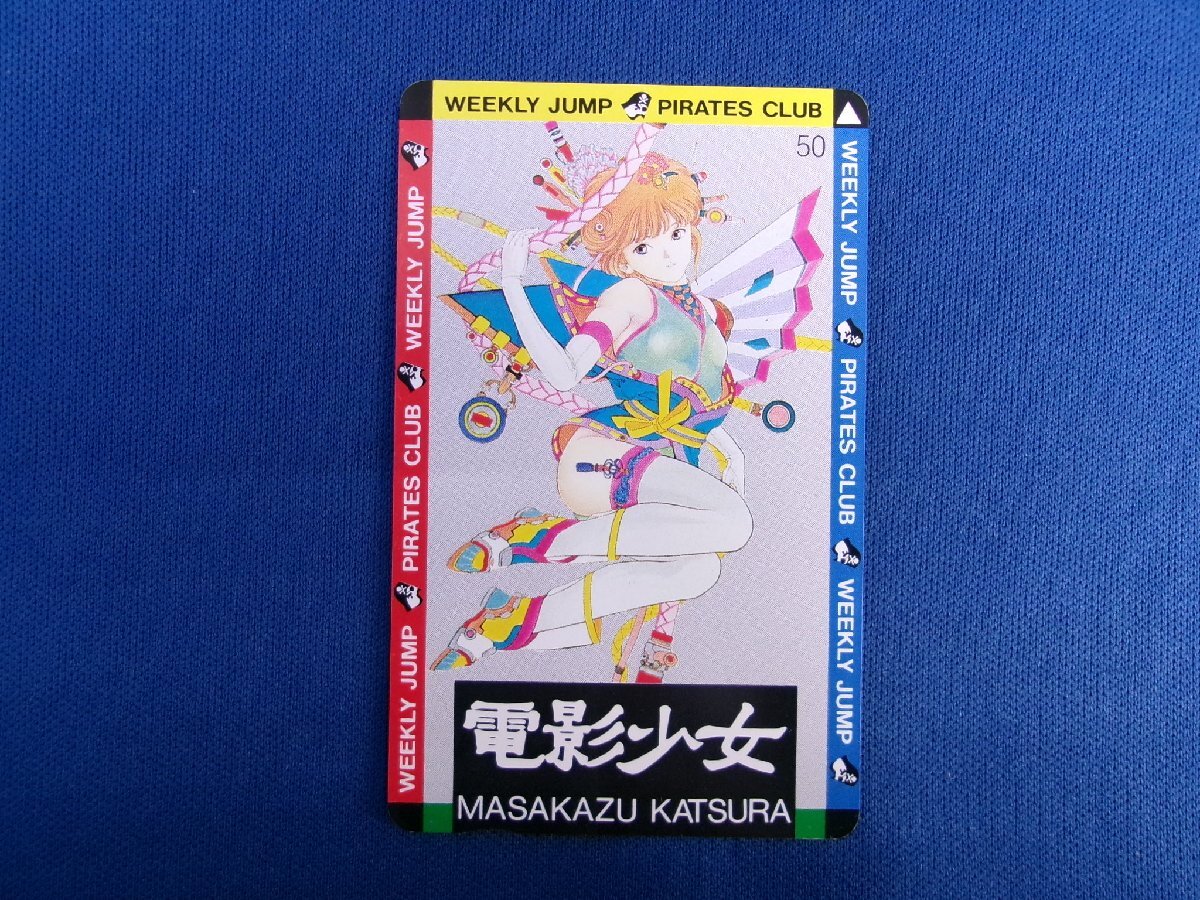 WEEKLY JUMP PIRATES CLUB
50
WEEKLY JUMP PIRATES CLUB WEEKLY JUMP
WEEKLY JUMP PIRATES CLUB WEEKLY JUMP
電影少女
MASAKAZU KATSURA